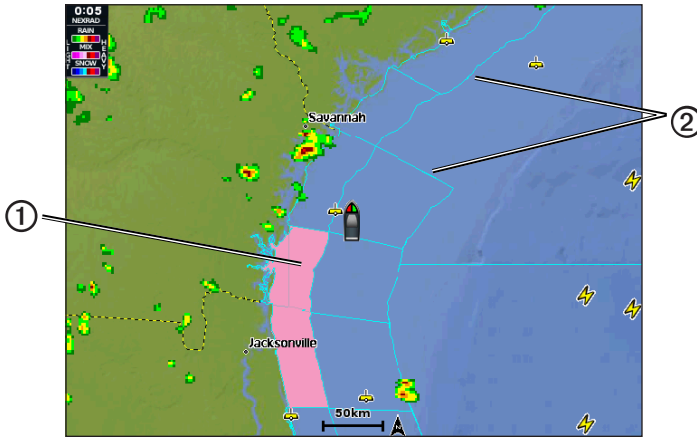 0:05
NEXRAD
RAIN
LIGHT
MIX
HEAVY
SNOW
Savannah
②
①
Jacksonville
50km
N